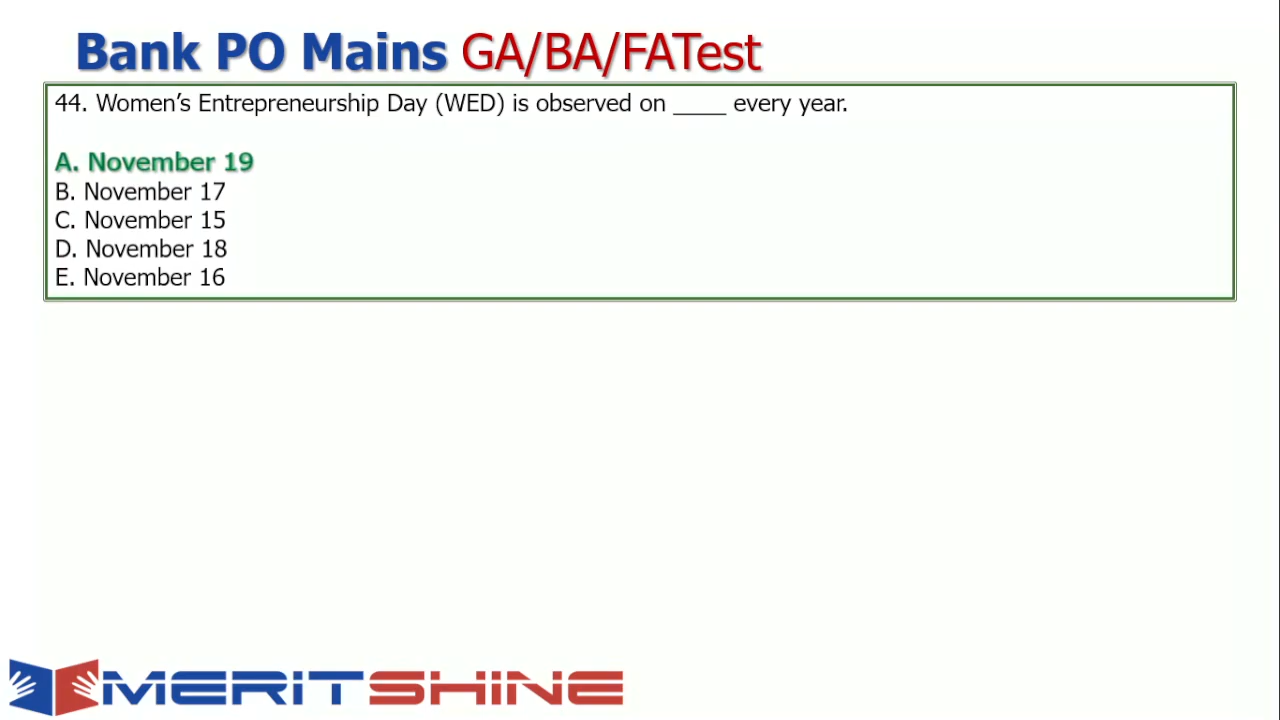 Bank PO Mains GA/BA/FATest
44. Women’s Entrepreneurship Day (WED) is observed on ____ every year.
A. November 19
B. November 17
C. November 15
D. November 18
E. November 16
MERITSHINE